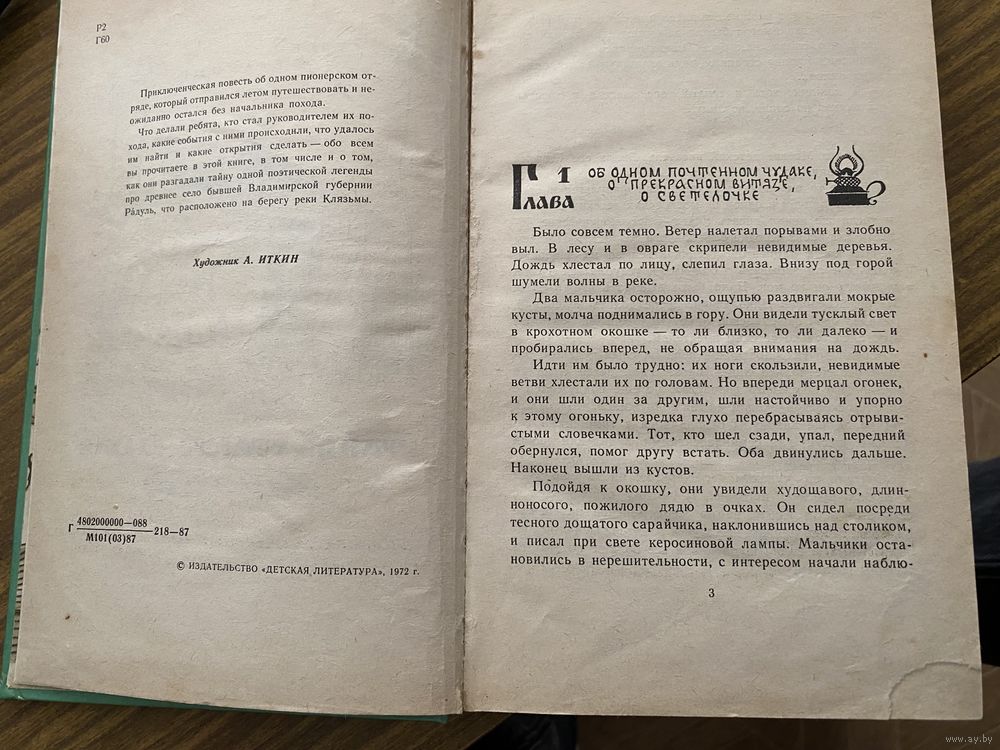 Р2
Г60
Приключенческая повесть об одном пионерском от-
ряде, который отправился летом путешествовать и не-
ожиданно остался без начальника похода.
Что делали ребята, кто стал руководителем их по-
хода, какие события с ними происходили, что удалось
им найти и какие открытия сделать — обо всем
вы прочитаете в этой книге, в том числе и о том,
как они разгадали тайну одной поэтической легенды
про древнее село бывшей Владимирской губернии
Ра́дуль, что расположено на берегу реки Клязьмы.
Художник А. ИТКИН
Г 4802000000—088
М101(03)87
218—87
© ИЗДАТЕЛЬСТВО «ДЕТСКАЯ ЛИТЕРАТУРА», 1972 г.
Глава 1
ОБ ОДНОМ ПОЧТЕННОМ ЧУДАКЕ,
О ПРЕКРАСНОМ ВИТЯЗЕ,
О СВЕТЕЛОЧКЕ
Было совсем темно. Ветер налетал порывами и злобно
выл. В лесу и в овраге скрипели невидимые деревья.
Дождь хлестал по лицу, слепил глаза. Внизу под горой
шумели волны в реке.
Два мальчика осторожно, ощупью раздвигали мокрые
кусты, молча поднимались в гору. Они видели тусклый свет
в крохотном окошке — то ли близко, то ли далеко — и
пробирались вперед, не обращая внимания на дождь.
Идти им было трудно: их ноги скользили, невидимые
ветви хлестали их по головам. Но впереди мерцал огонек,
и они шли один за другим, шли настойчиво и упорно
к этому огоньку, изредка глухо перебрасываясь отрыви-
стыми словечками. Тот, кто шел сзади, упал, передний
обернулся, помог другу встать. Оба двинулись дальше.
Наконец вышли из кустов.
Подойдя к окошку, они увидели худощавого, длин-
ноносого, пожилого дядю в очках. Он сидел посреди
тесного дощатого сарайчика, наклонившись над столиком,
и писал при свете керосиновой лампы. Мальчики оста-
новились в нерешительности, с интересом начали наблю-
3
www.ay.by